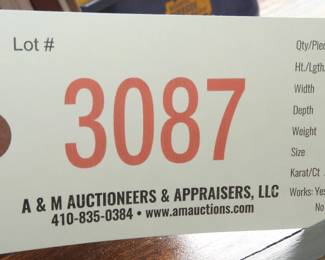 Lot #
3087
A & M AUCTIONEERS & APPRAISERS, LLC
410-835-0384 • www.amauctions.com
Qty/Piec
Ht./Lgth.
Width
Depth
Weight
Size
Karat/Ct
Works: Yes
No